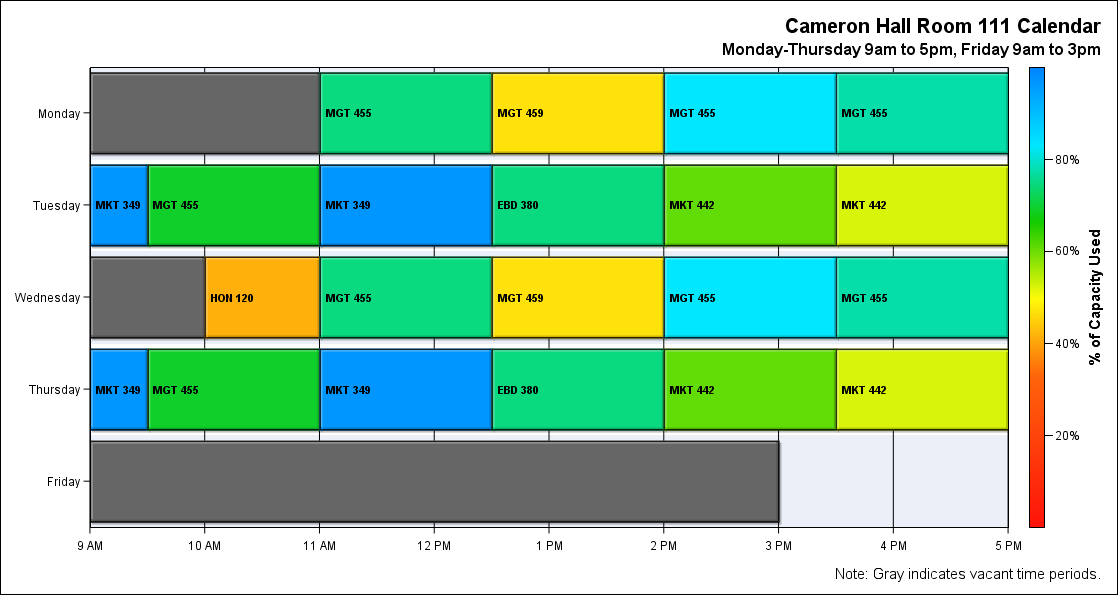 Cameron Hall Room 111 Calendar
Monday-Thursday 9am to 5pm, Friday 9am to 3pm
Monday
MGT 455
MGT 459
MGT 455
MGT 455
Tuesday
MKT 349
MGT 455
MKT 349
EBD 380
MKT 442
MKT 442
Wednesday
HON 120
MGT 455
MGT 459
MGT 455
MGT 455
Thursday
MKT 349
MGT 455
MKT 349
EBD 380
MKT 442
MKT 442
Friday
9 AM
10 AM
11 AM
12 PM
1 PM
2 PM
3 PM
4 PM
5 PM
80%
60%
40%
20%
% of Capacity Used
Note: Gray indicates vacant time periods.